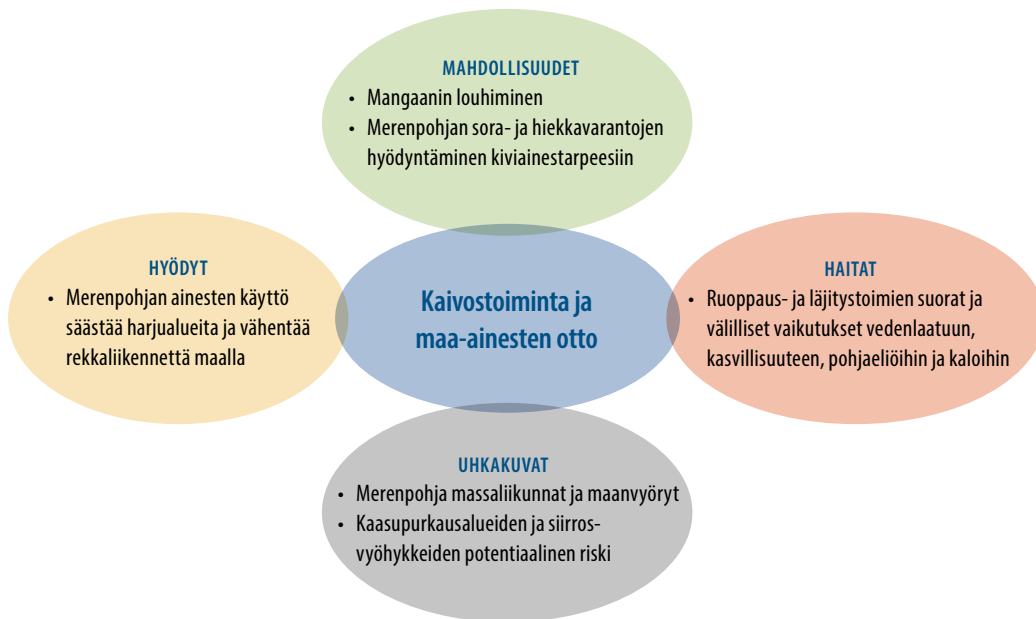 MAHDOLLISUUDET
• Mangaanin louhiminen
• Merenpohjan sora- ja hiekkavarantojen
hyödyntäminen kiviainestarpeesiin
HYÖDYT
• Merenpohjan ainesten käyttö
säästää harjualueita ja vähentää
rekkaliikennettä maalla
Kaivostoiminta ja
maa-ainesten otto
HAITAT
• Ruoppaus- ja läjitystoimien suorat ja
välilliset vaikutukset vedenlaatuun,
kasvillisuuteen, pohjaeliöihin ja kaloihin
UHKAKUVAT
• Merenpohja massaliikunnat ja maanvyöryt
• Kaasupurkausalueiden ja siirros-
vyöhykkeiden potentiaalinen riski